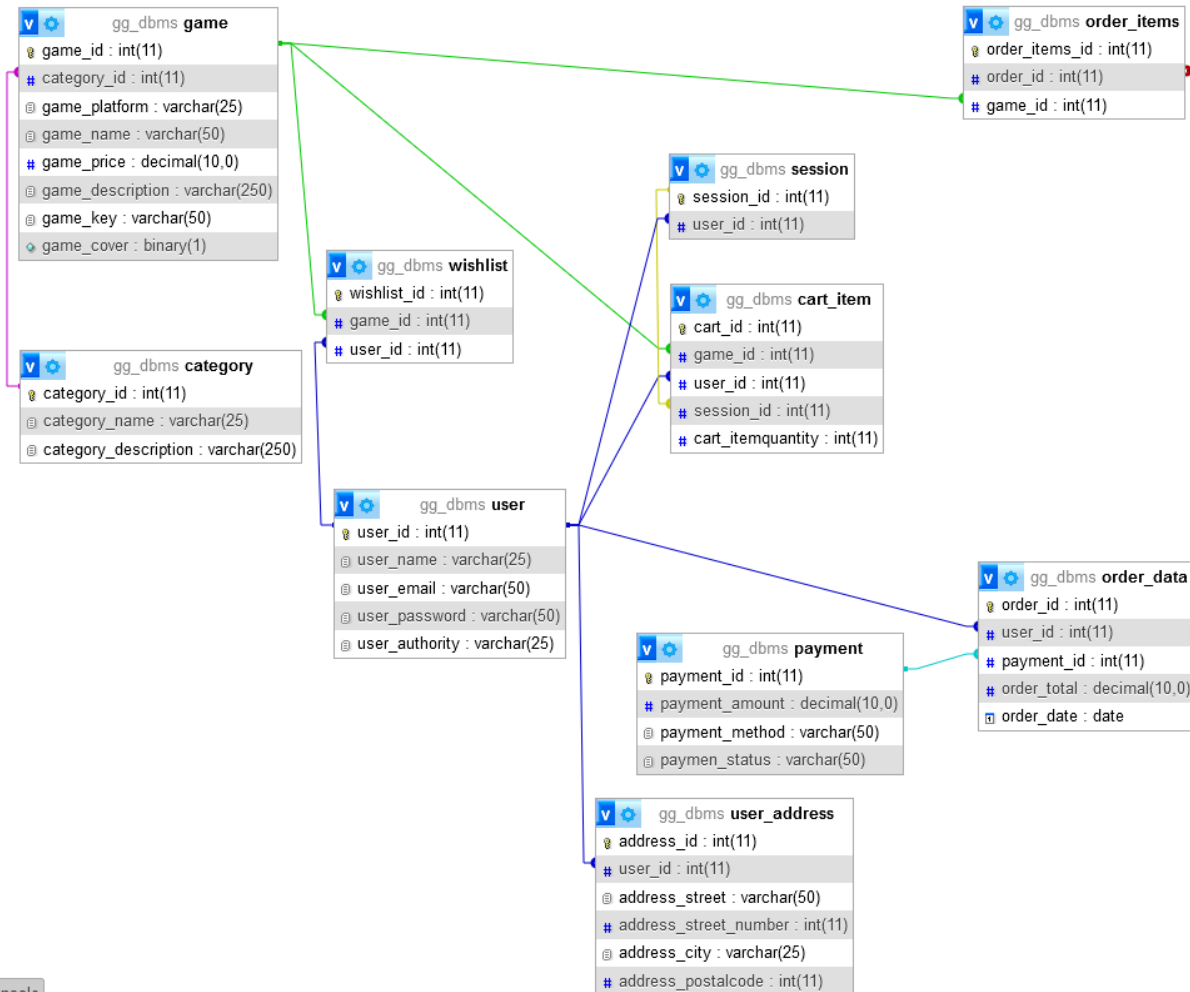 gg_dbms game
game_id : int(11)
category_id : int(11)
game_platform : varchar(25)
game_name : varchar(50)
game_price : decimal(10,0)
game_description : varchar(250)
game_key : varchar(50)
game_cover : binary(1)
gg_dbms order_items
order_items_id : int(11)
order_id : int(11)
game_id : int(11)
gg_dbms session
session_id : int(11)
user_id : int(11)
gg_dbms wishlist
wishlist_id : int(11)
game_id : int(11)
user_id : int(11)
gg_dbms cart_item
cart_id : int(11)
game_id : int(11)
user_id : int(11)
session_id : int(11)
cart_itemquantity : int(11)
gg_dbms category
category_id : int(11)
category_name : varchar(25)
category_description : varchar(250)
gg_dbms user
user_id : int(11)
user_name : varchar(25)
user_email : varchar(50)
user_password : varchar(50)
user_authority : varchar(25)
gg_dbms order_data
order_id : int(11)
user_id : int(11)
payment_id : int(11)
order_total : decimal(10,0)
order_date : date
gg_dbms payment
payment_id : int(11)
payment_amount : decimal(10,0)
payment_method : varchar(50)
paymen_status : varchar(50)
gg_dbms user_address
address_id : int(11)
user_id : int(11)
address_street : varchar(50)
address_street_number : int(11)
address_city : varchar(25)
address_postalcode : int(11)